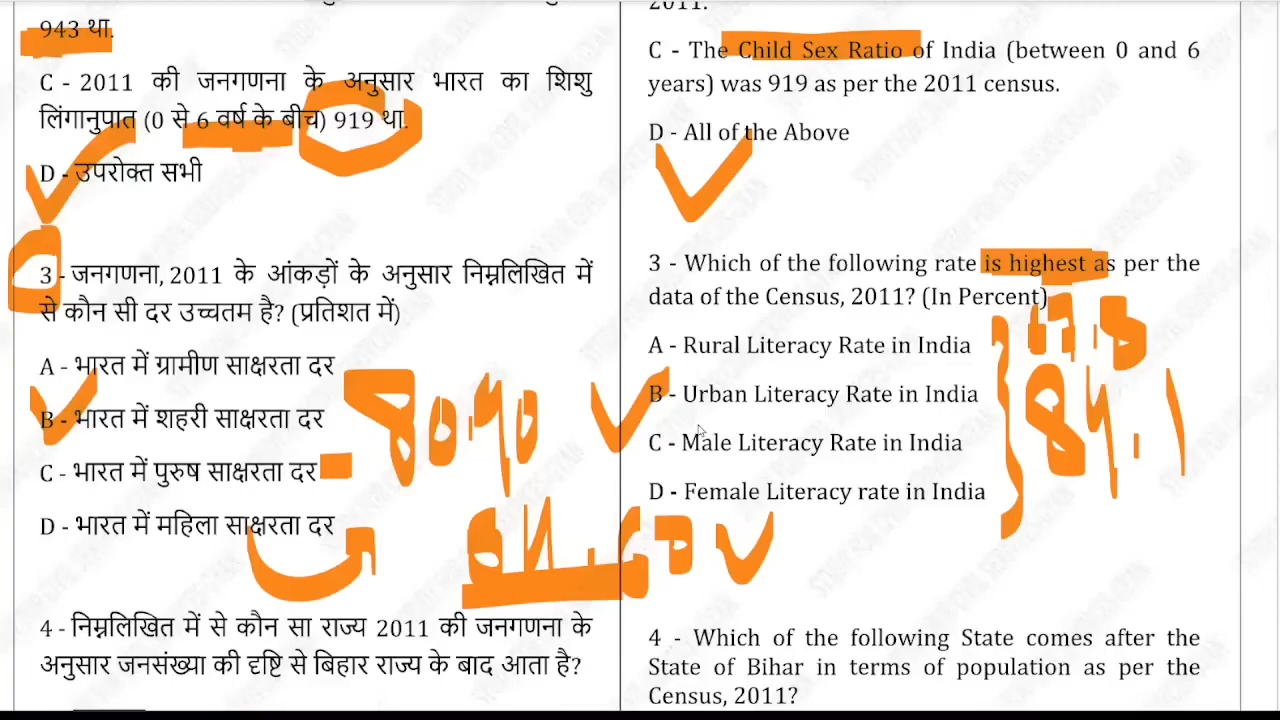 943 था.
C - 2011 की जनगणना के अनुसार भारत का शिशु
लिंगानुपात (0 से 6 वर्ष के बीच) 919 था.
D - उपरोक्त सभी
3 - जनगणना, 2011 के आंकड़ों के अनुसार निम्नलिखित में
से कौन सी दर उच्चतम है? (प्रतिशत में)
A - भारत में ग्रामीण साक्षरता दर
B - भारत में शहरी साक्षरता दर
C - भारत में पुरुष साक्षरता दर
D - भारत में महिला साक्षरता दर
4 - निम्नलिखित में से कौन सा राज्य 2011 की जनगणना के
अनुसार जनसंख्या की दृष्टि से बिहार राज्य के बाद आता है?
2011.
C - The Child Sex Ratio of India (between 0 and 6
years) was 919 as per the 2011 census.
D - All of the Above
3 - Which of the following rate is highest as per the
data of the Census, 2011? (In Percent)
A - Rural Literacy Rate in India
B - Urban Literacy Rate in India
C - Male Literacy Rate in India
D - Female Literacy rate in India
4 - Which of the following State comes after the
State of Bihar in terms of population as per the
Census, 2011?